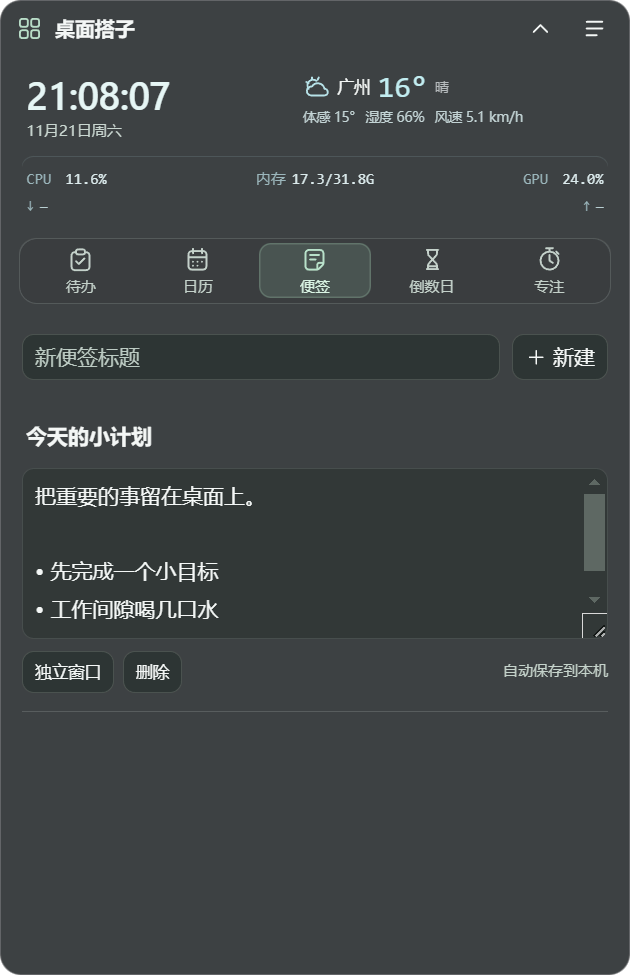 桌面搭子
21:08:07
11月21日周六
广州 16° 晴
体感 15° 湿度 66% 风速 5.1 km/h
CPU 11.6% 内存 17.3/31.8G GPU 24.0%
↓ – ↑ –
待办 日历 便签 倒数日 专注
新便签标题 + 新建
今天的小计划
把重要的事留在桌面上。
• 先完成一个小目标
• 工作间隙喝几口水
独立窗口 删除 自动保存到本机